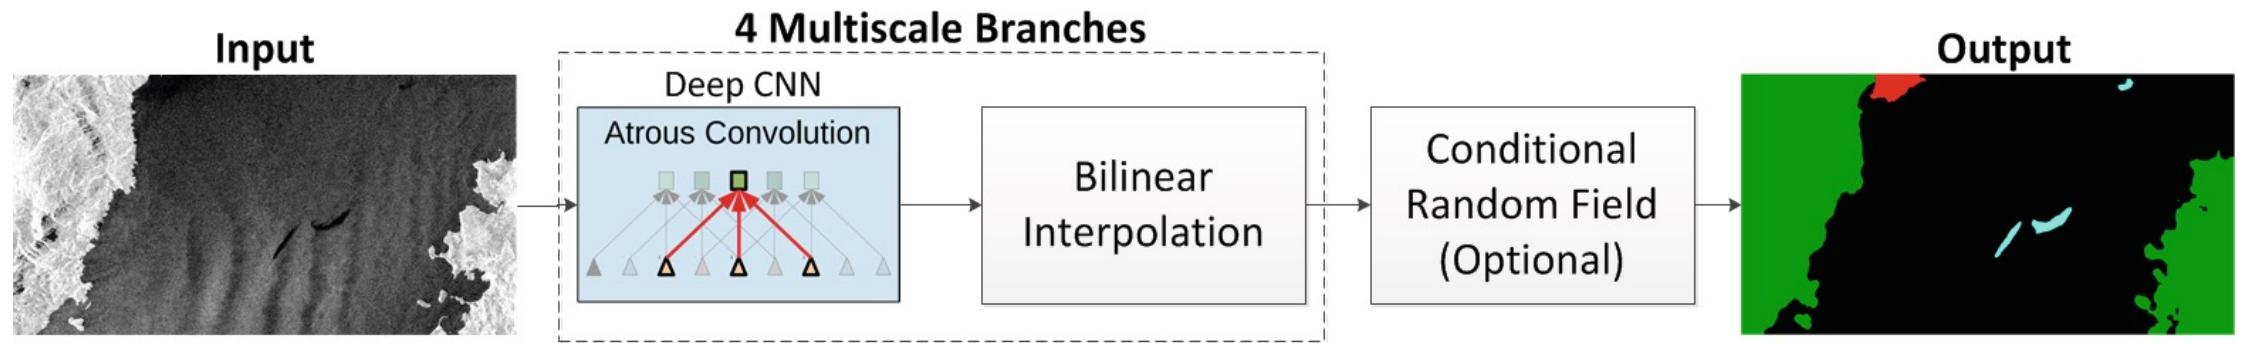 Input
4 Multiscale Branches
Deep CNN
Atrous Convolution
Bilinear
Interpolation
Conditional
Random Field
(Optional)
Output